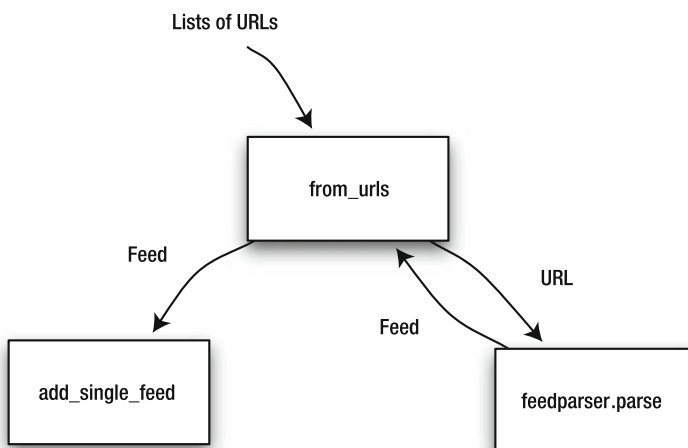 Lists of URLs
from_urls
Feed
URL
Feed
add_single_feed
feedparser.parse